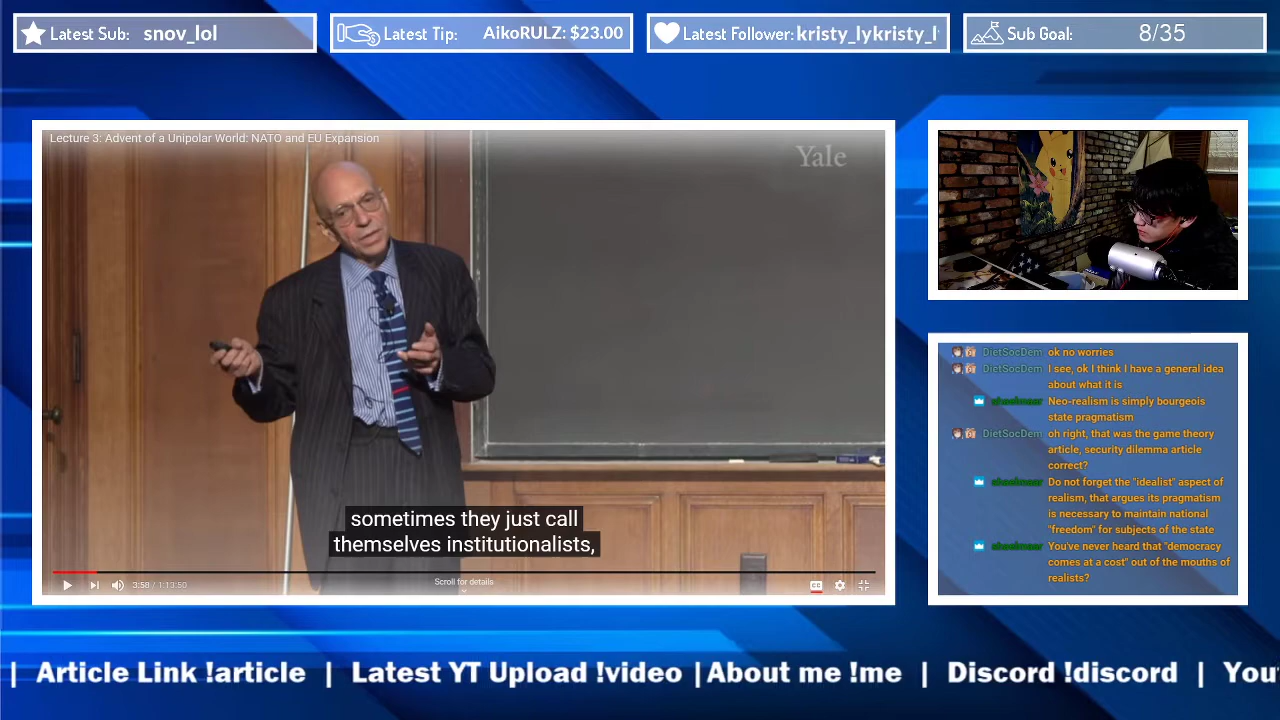 Latest Sub: snov_lol
Latest Tip: AikoRULZ: $23.00
Latest Follower: kristy_lykristy_l
Sub Goal: 8/35
Lecture 3: Advent of a Unipolar World: NATO and EU Expansion
Yale
sometimes they just call
themselves institutionalists,
3:58 / 1:13:50
Scroll for details
CC
DietSocDem ok no worries
DietSocDem I see, ok I think I have a general idea
about what it is
Neo-realism is simply bourgeois
state pragmatism
DietSocDem oh right, that was the game theory
article, security dilemma article
correct?
Do not forget the "idealist" aspect of
realism, that argues its pragmatism
is necessary to maintain national
"freedom" for subjects of the state
You've never heard that "democracy
comes at a cost" out of the mouths of
realists?
| Article Link !article | Latest YT Upload !video | About me !me | Discord !discord | You